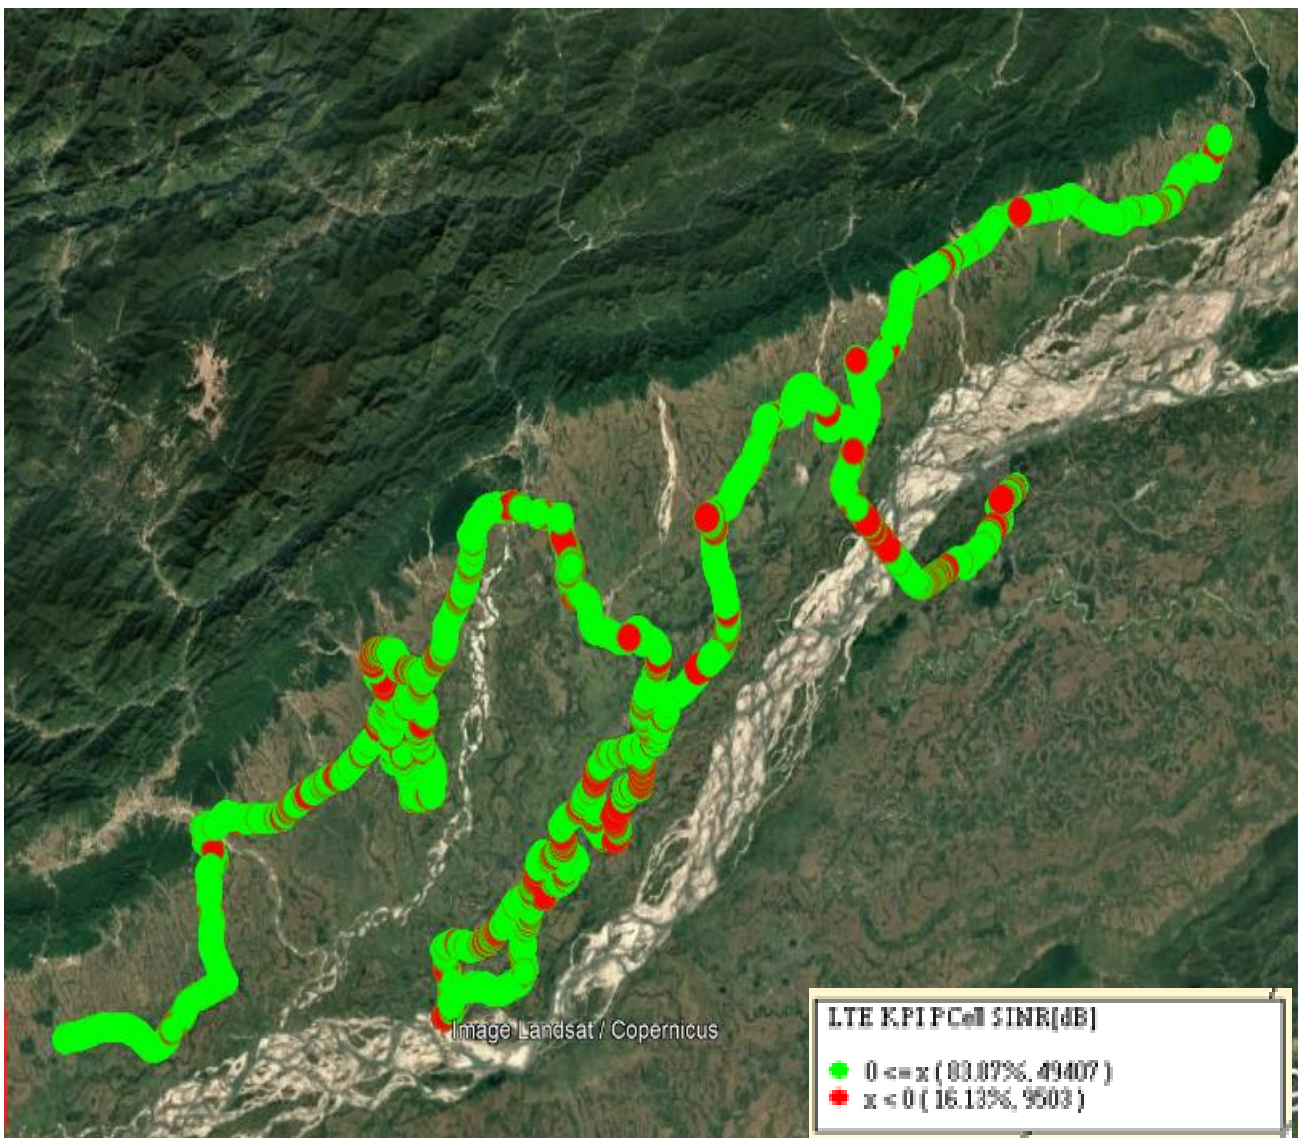 Image Landsat / Copernicus
LTE KPI PCell SINR[dB]
0 <= x ( 83.87%, 49407 )
x < 0 ( 16.13%, 9503 )